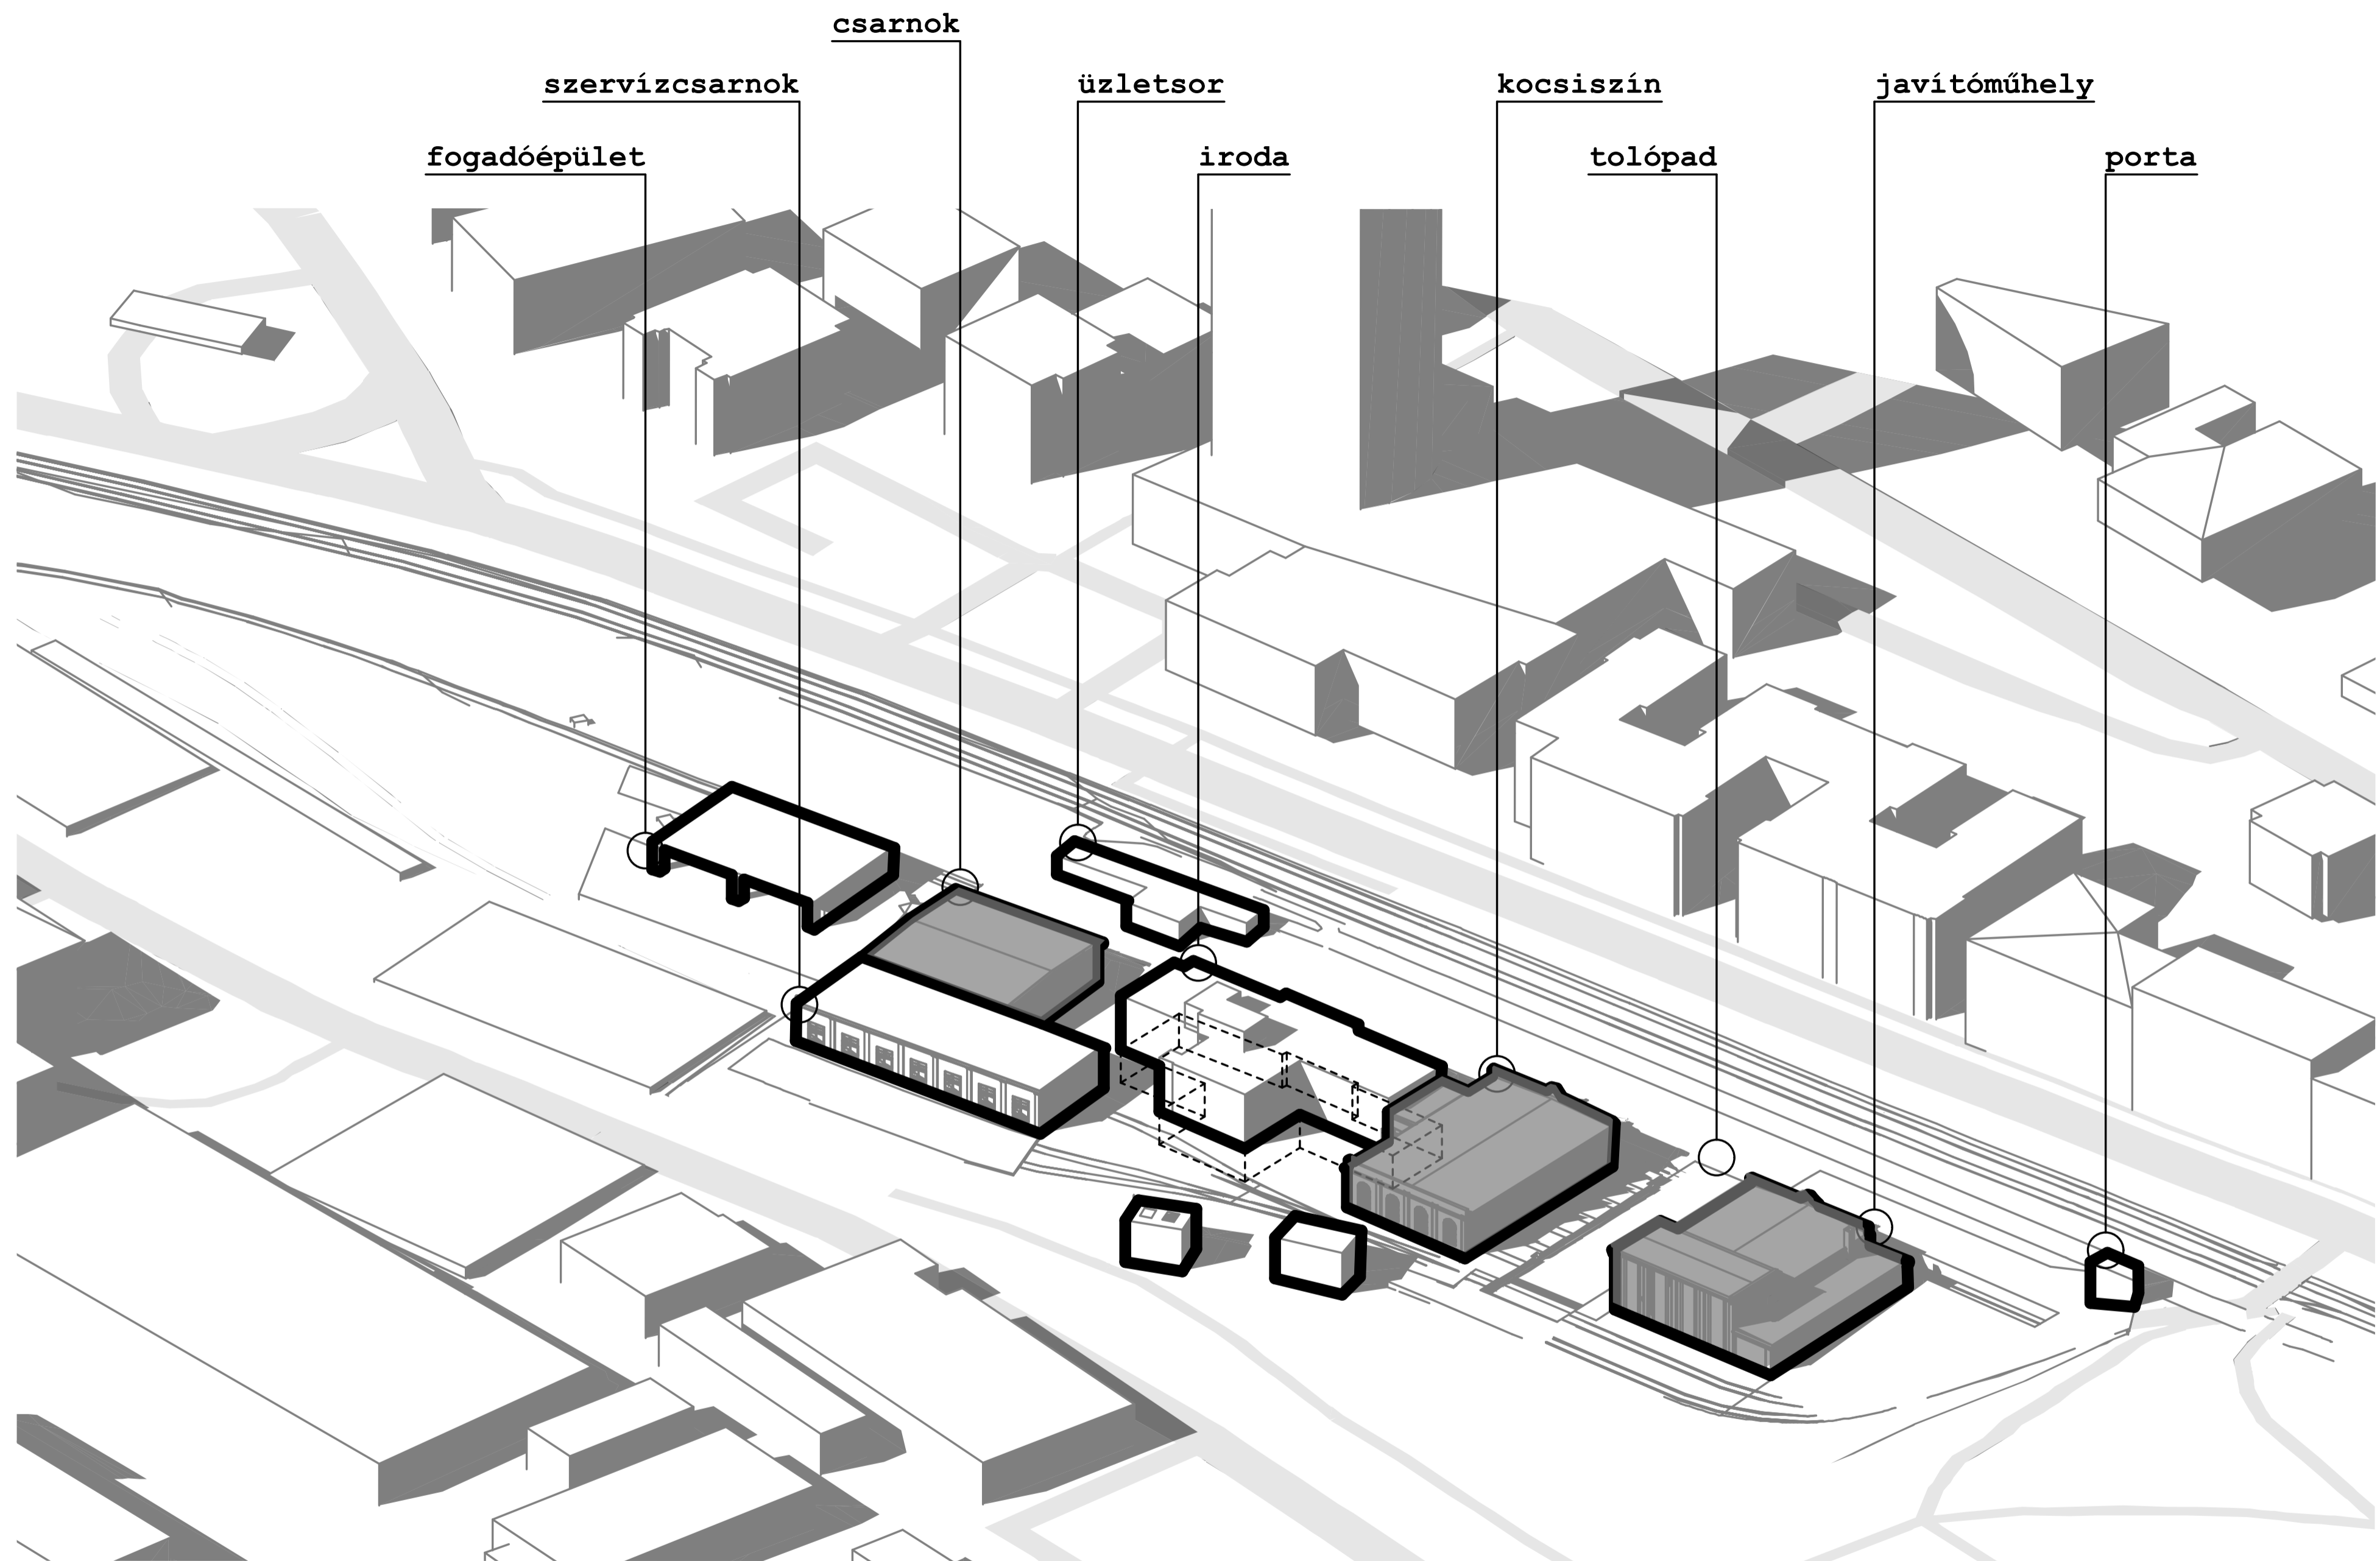 csarnok
szervízcsarnok
üzletsor
kocsiszín
javítóműhely
fogadóépület
iroda
tolópad
porta